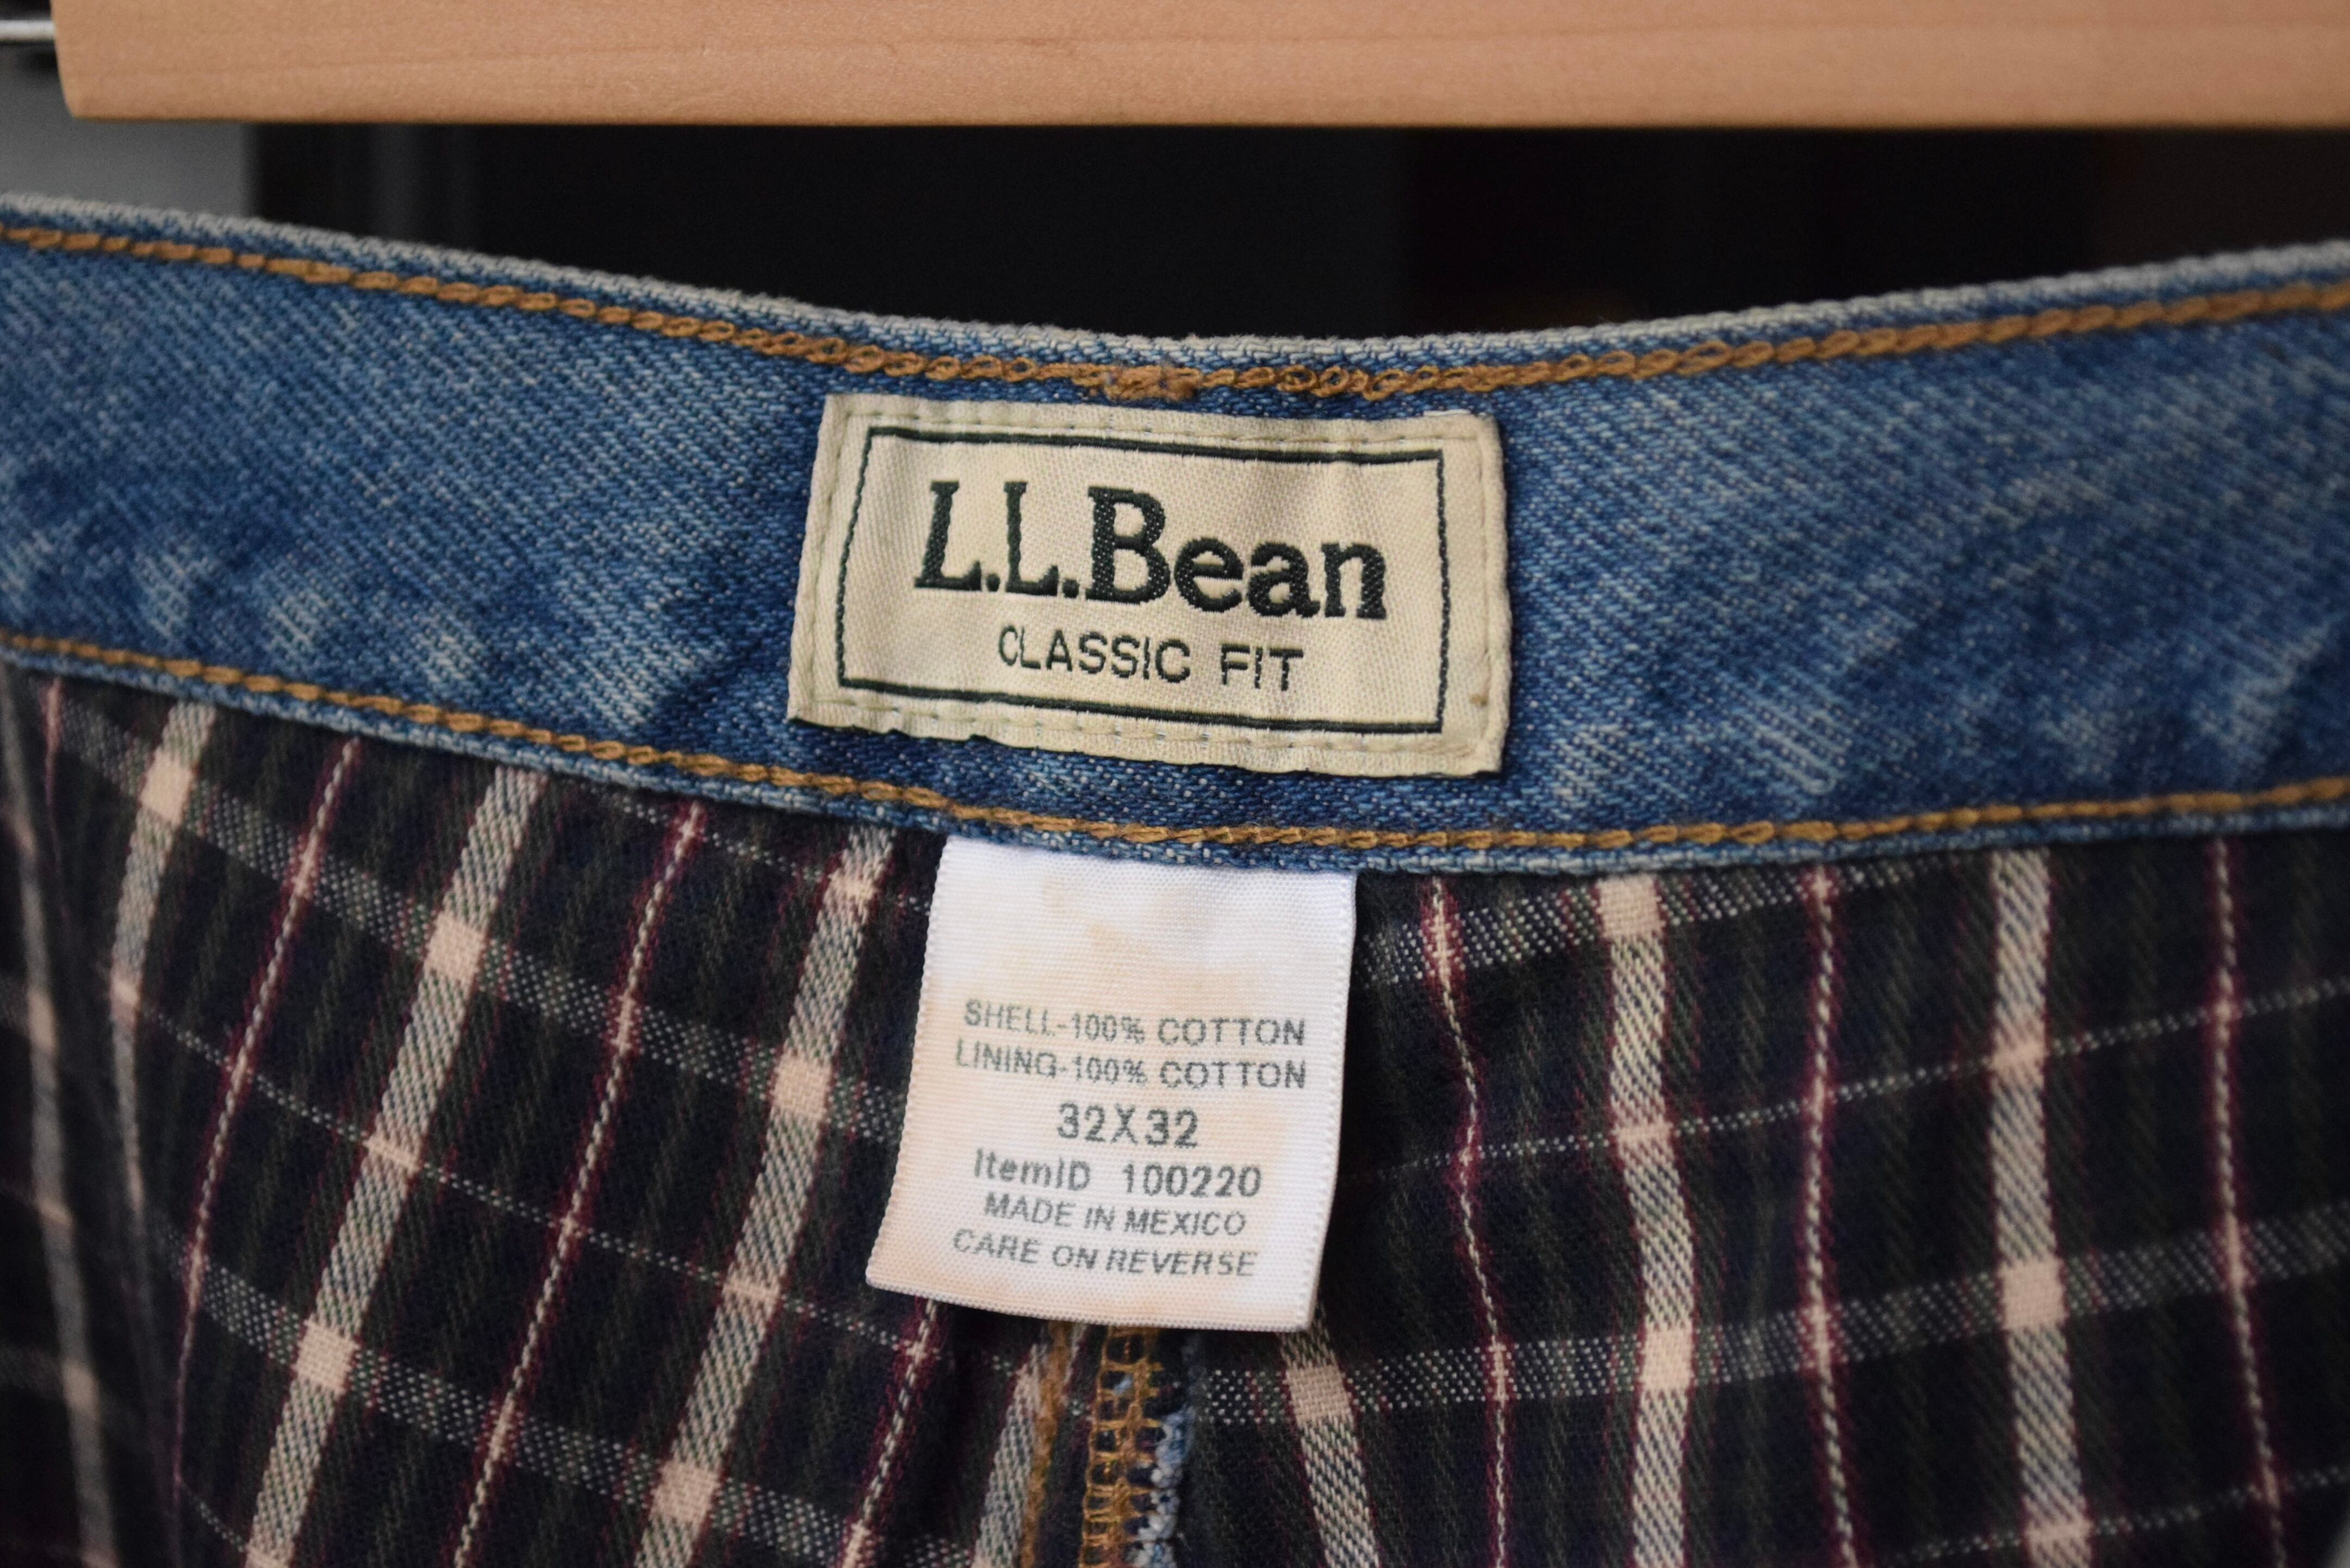 L.L.Bean
CLASSIC FIT
SHELL-100% COTTON
LINING-100% COTTON
32X32
ItemID 100220
MADE IN MEXICO
CARE ON REVERSE